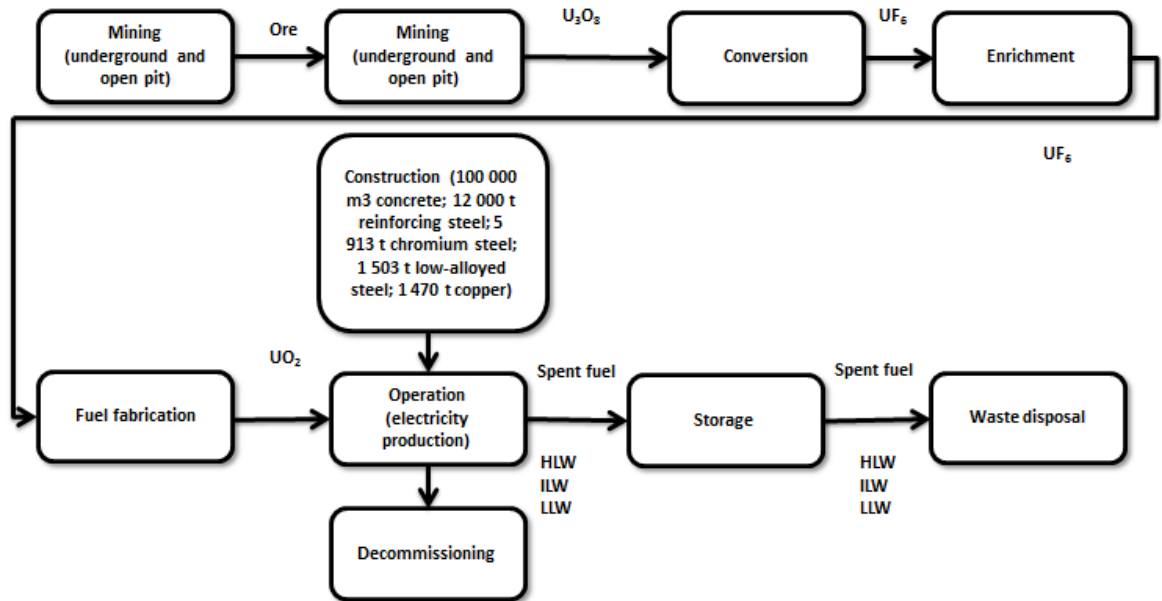 Mining
(underground and
open pit)
Ore
Mining
(underground and
open pit)
U₃O₈
Conversion
UF₆
Enrichment
UF₆
Construction (100 000
m3 concrete; 12 000 t
reinforcing steel; 5
913 t chromium steel;
1 503 t low-alloyed
steel; 1 470 t copper)
Fuel fabrication
UO₂
Operation
(electricity
production)
Spent fuel
HLW
ILW
LLW
Storage
Spent fuel
HLW
ILW
LLW
Waste disposal
Decommissioning